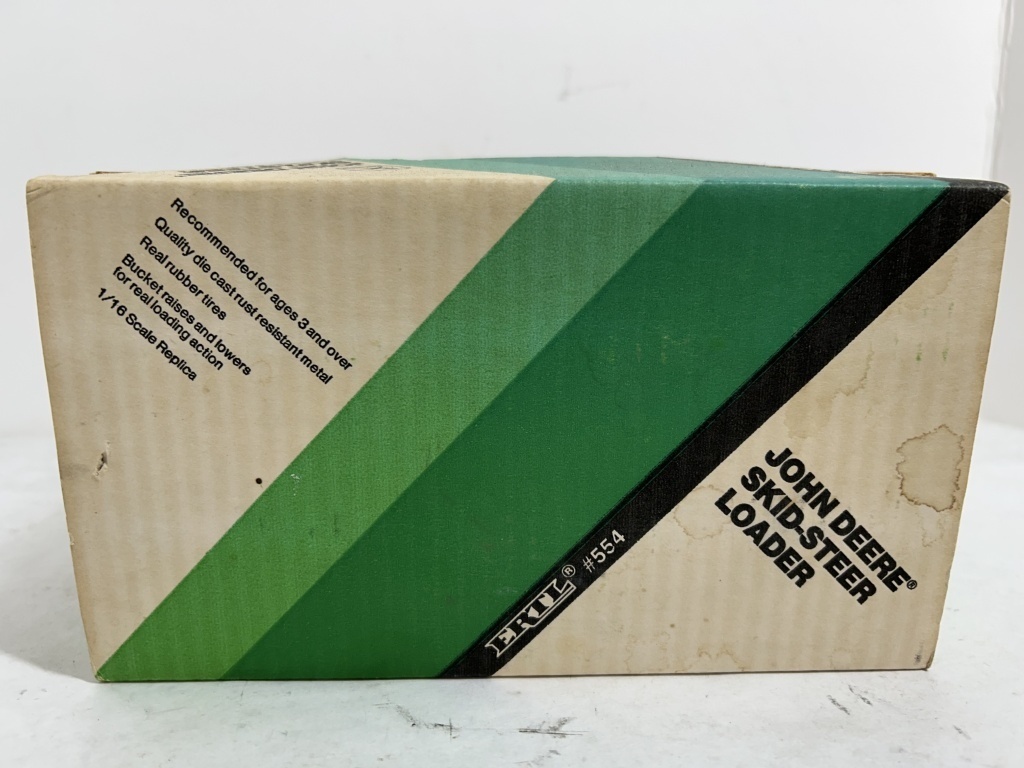 Recommended for ages 3 and over
Quality die cast rust resistant metal
Real rubber tires
Bucket raises and lowers
for real loading action
1/16 Scale Replica
JOHN DEERE®
SKID-STEER
LOADER
ERTL® #554